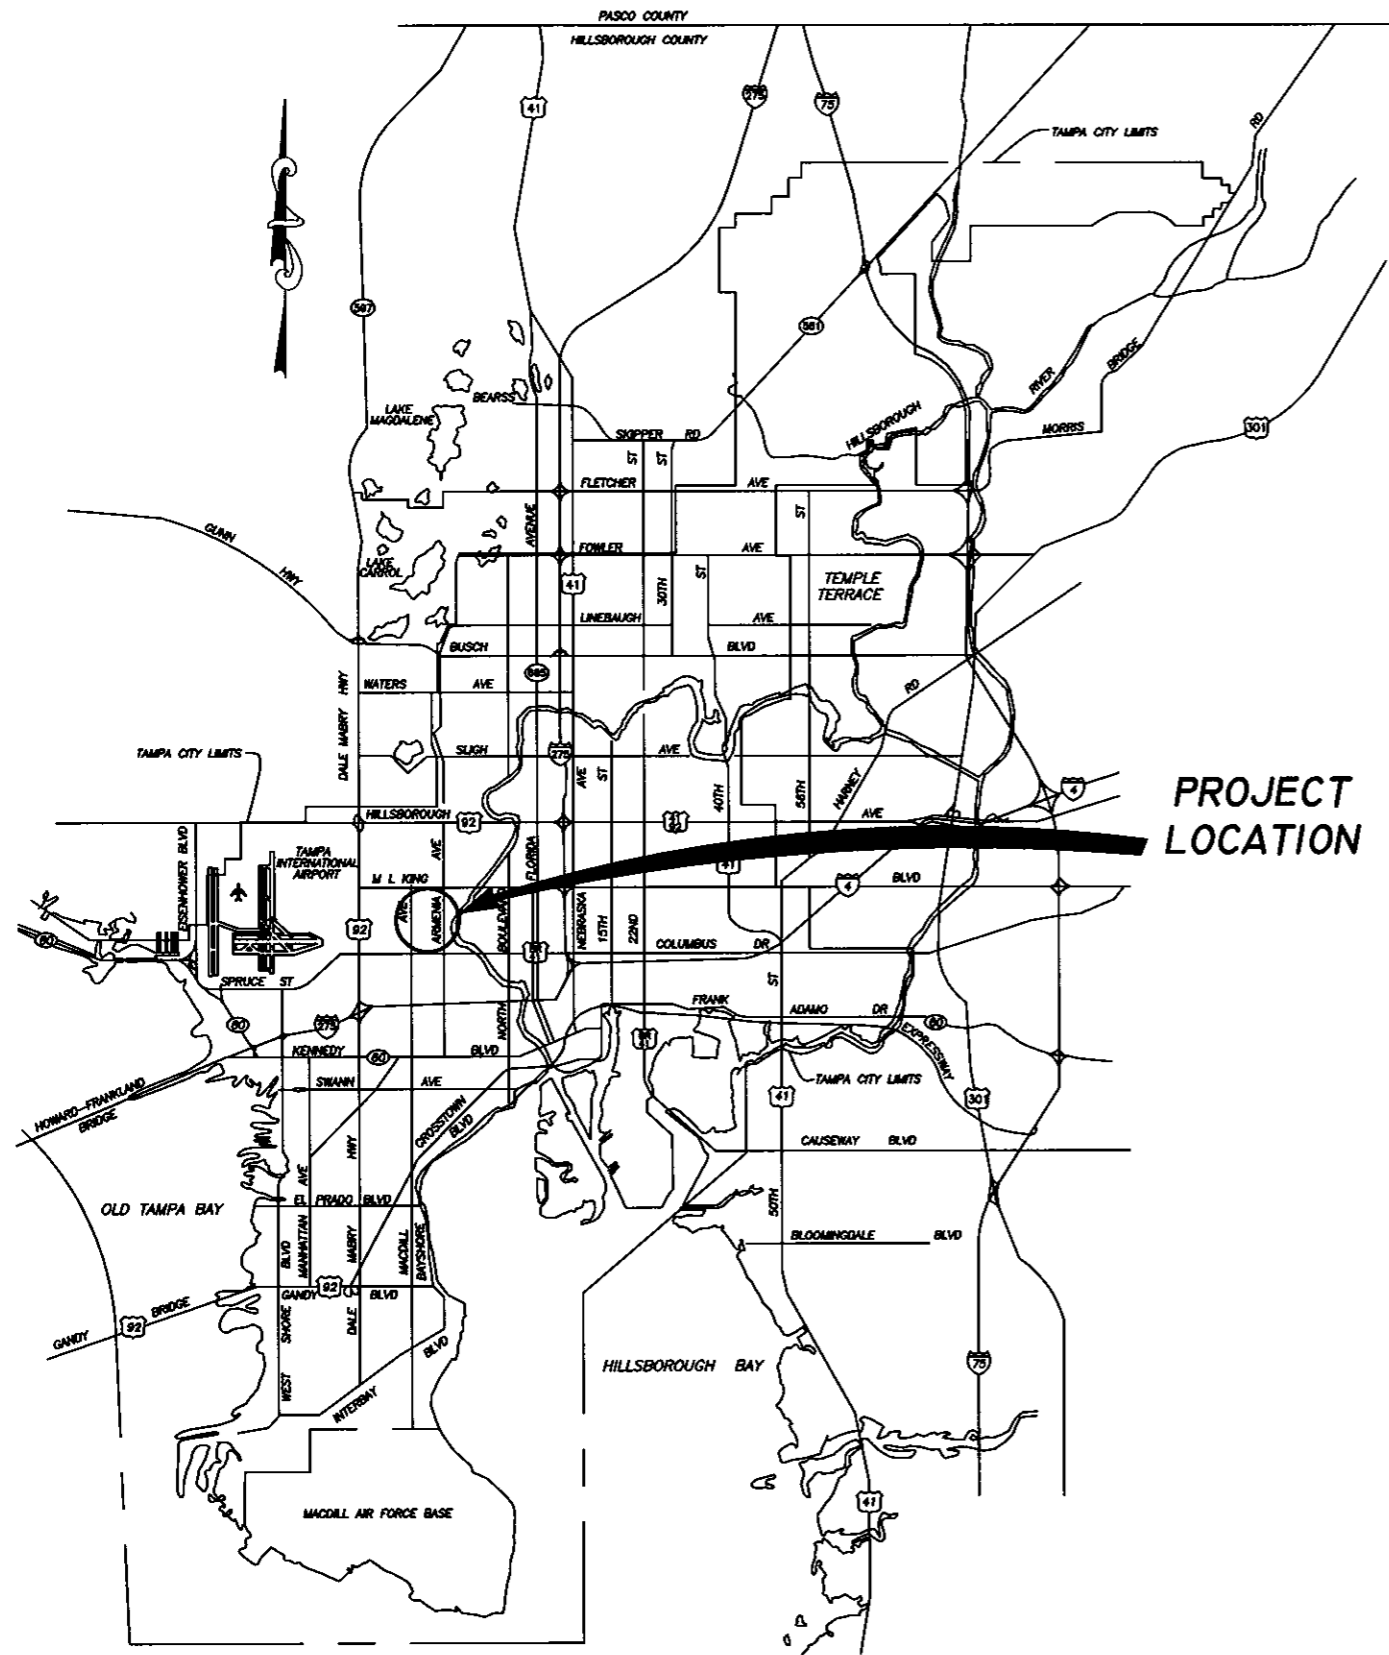 PASCO COUNTY
HILLSBOROUGH COUNTY
41
275
75
TAMPA CITY LIMITS
RD
597
581
BRIDGE
RIVER
BEARSS
LAKE
MAGDALENE
HILLSBOROUGH
MORRIS
301
SKIPPER RD
ST
ST
FLETCHER AVE
AVENUE
ST
GUNN
HWY
FOWLER AVE
LAKE
CARROL
41
30TH
ST
TEMPLE
TERRACE
LINEBAUGH AVE
BUSCH BLVD
685
DALE MABRY HWY
WATERS AVE
RD
TAMPA CITY LIMITS
SLIGH AVE
275
AVE
ST
40TH
56TH
HARNEY
4
PROJECT
LOCATION
HILLSBOROUGH
92
AVE
EISENHOWER BLVD
TAMPA
INTERNATIONAL
AIRPORT
AVE
FLORIDA
41
M L KING
4
BLVD
AVE
ARMENIA
BOULEVARD
NEBRASKA
15TH
22ND
60
92
COLUMBUS DR
SPRUCE ST
ST
FRANK
ADAMO DR
60
EXPRESSWAY
60
275
NORTH
KENNEDY
60
BLVD
SWANN AVE
TAMPA CITY LIMITS
HOWARD-FRANKLAND
BRIDGE
CROSSTOWN
BLVD
41
301
CAUSEWAY BLVD
HWY
AVE
OLD TAMPA BAY
EL PRADO BLVD
50TH
BLVD
MANHATTAN
MABRY
MACDILL
BAYSHORE
BLOOMINGDALE BLVD
GANDY
92
BLVD
GANDY
92
BRIDGE
SHORE
DALE
BLVD
HILLSBOROUGH BAY
75
WEST
INTERBAY
41
MACDILL AIR FORCE BASE